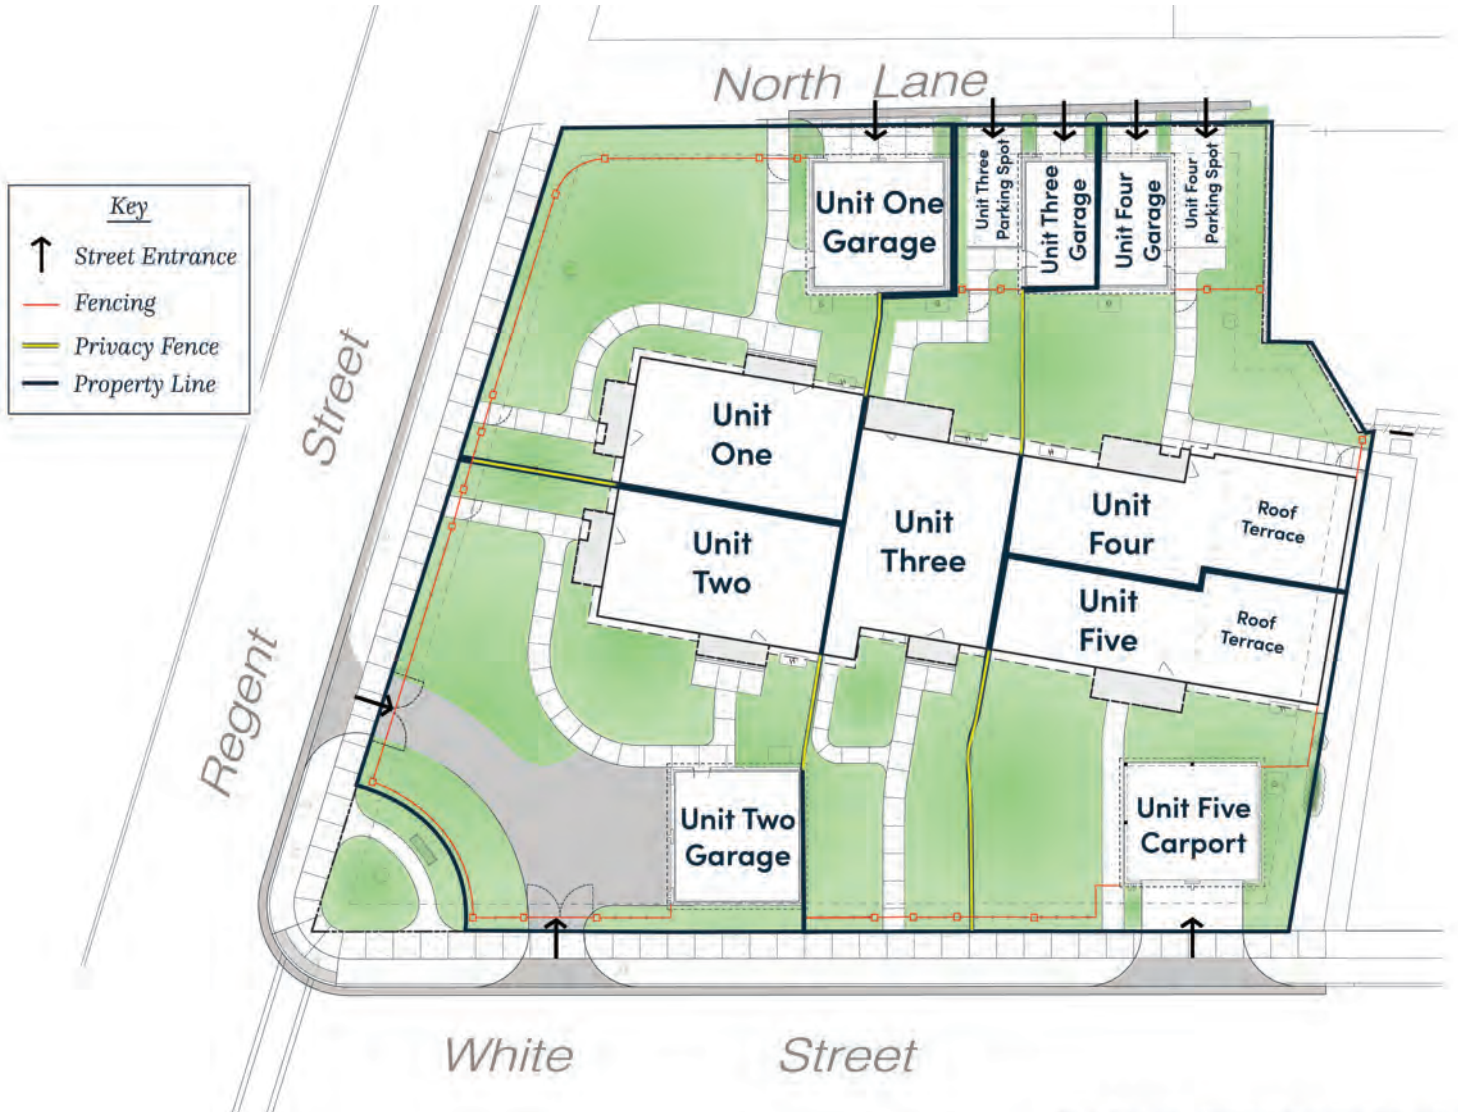 North Lane
Key
Street Entrance
Fencing
Privacy Fence
Property Line
Unit One
Garage
Unit Three
Parking Spot
Unit Three
Garage
Unit Four
Garage
Unit Four
Parking Spot
Regent Street
Unit
One
Unit
Two
Unit
Three
Unit
Four
Roof
Terrace
Unit
Five
Roof
Terrace
Unit Two
Garage
Unit Five
Carport
White Street